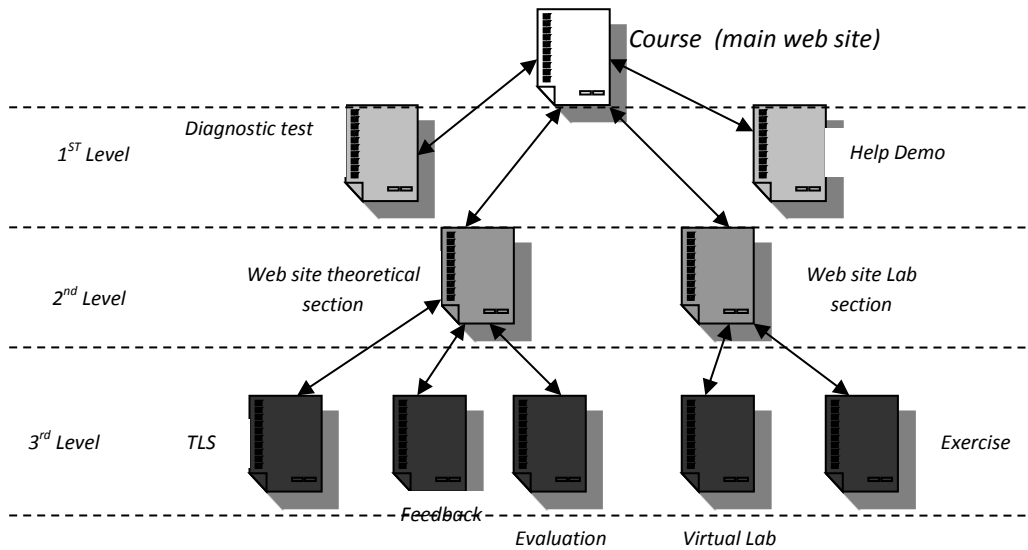 Course (main web site)
Diagnostic test
1ST Level
Help Demo
Web site theoretical
section
Web site Lab
section
2nd Level
3rd Level
TLS
Exercise
Feedback
Evaluation
Virtual Lab